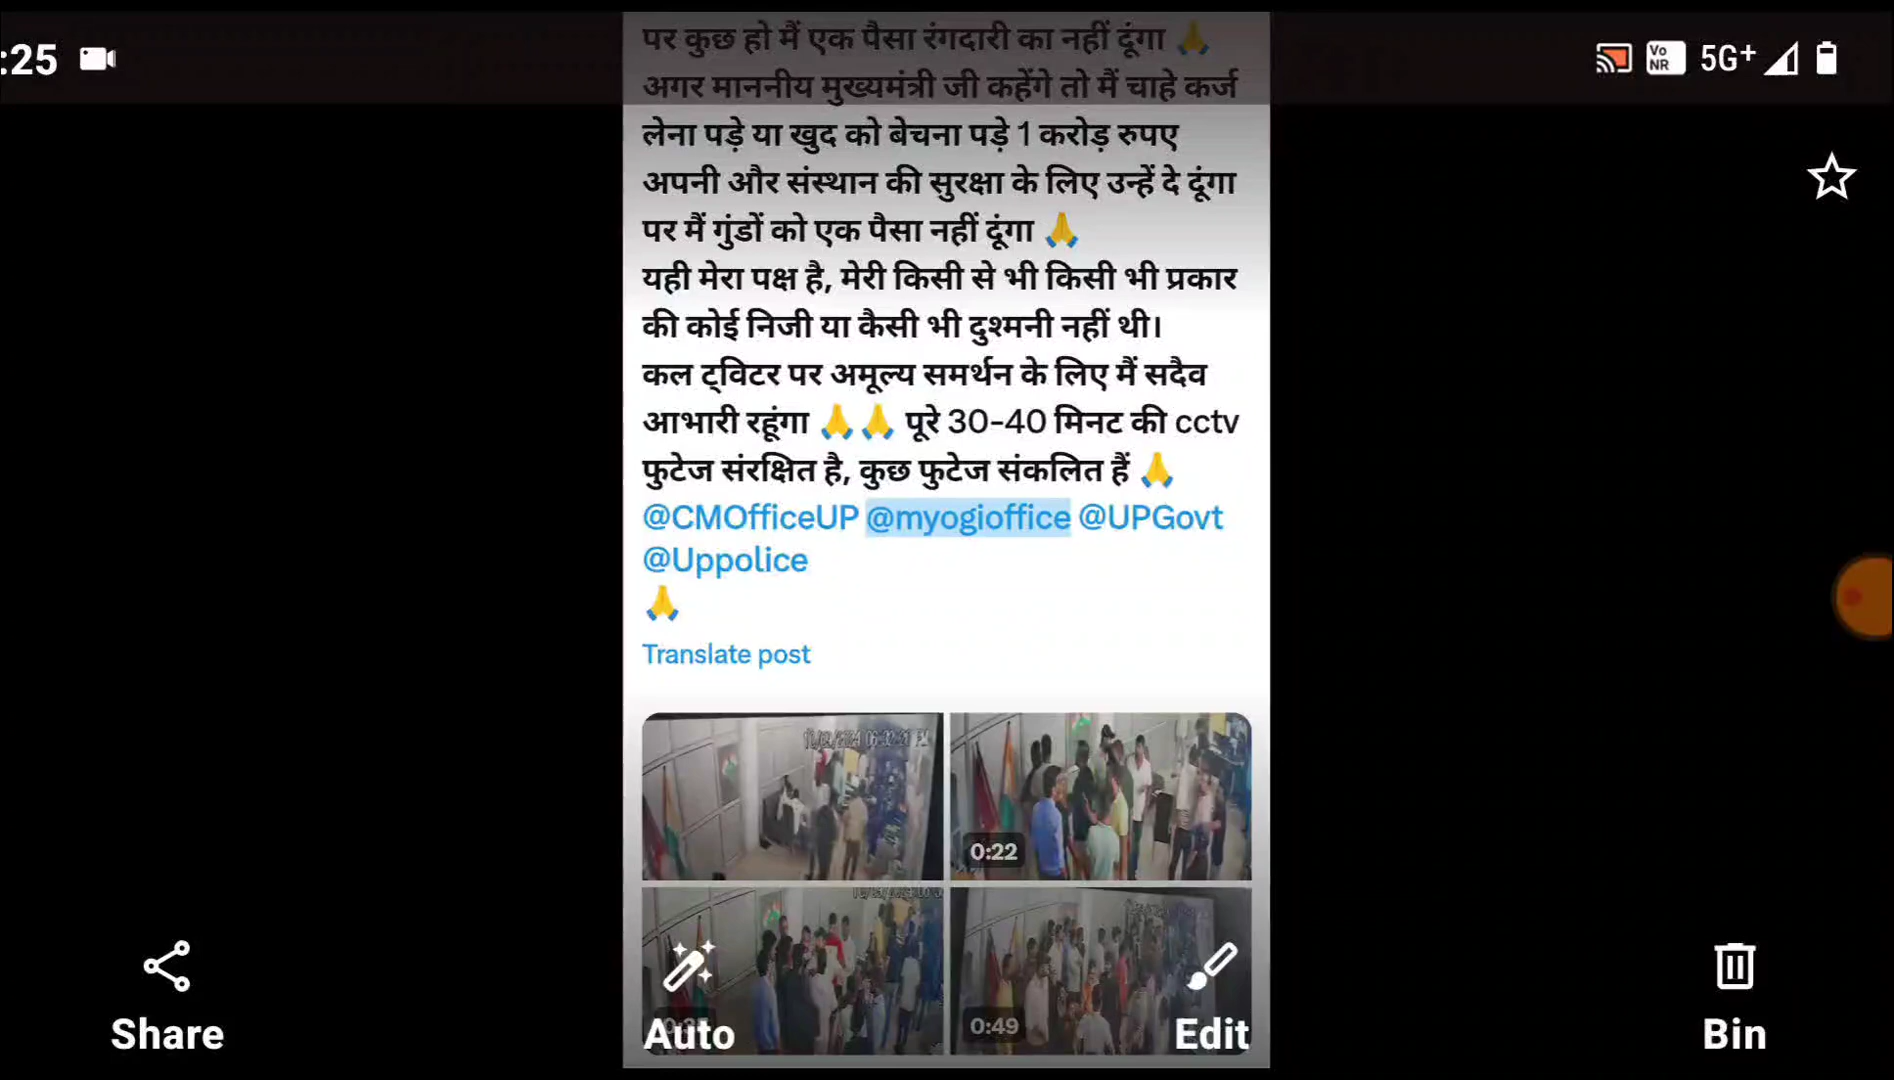 :25
Vo
NR
5G+
पर कुछ हो मैं एक पैसा रंगदारी का नहीं दूंगा 🙏
अगर माननीय मुख्यमंत्री जी कहेंगे तो मैं चाहे कर्ज
लेना पड़े या खुद को बेचना पड़े 1 करोड़ रुपए
अपनी और संस्थान की सुरक्षा के लिए उन्हें दे दूंगा
पर मैं गुंडों को एक पैसा नहीं दूंगा 🙏
यही मेरा पक्ष है, मेरी किसी से भी किसी भी प्रकार
की कोई निजी या कैसी भी दुश्मनी नहीं थी।
कल ट्विटर पर अमूल्य समर्थन के लिए मैं सदैव
आभारी रहूंगा 🙏🙏 पूरे 30-40 मिनट की cctv
फुटेज संरक्षित है, कुछ फुटेज संकलित हैं 🙏
@CMOfficeUP @myogioffice @UPGovt
@Uppolice
🙏
Translate post
0:22
0:49
Share
Auto
Edit
Bin